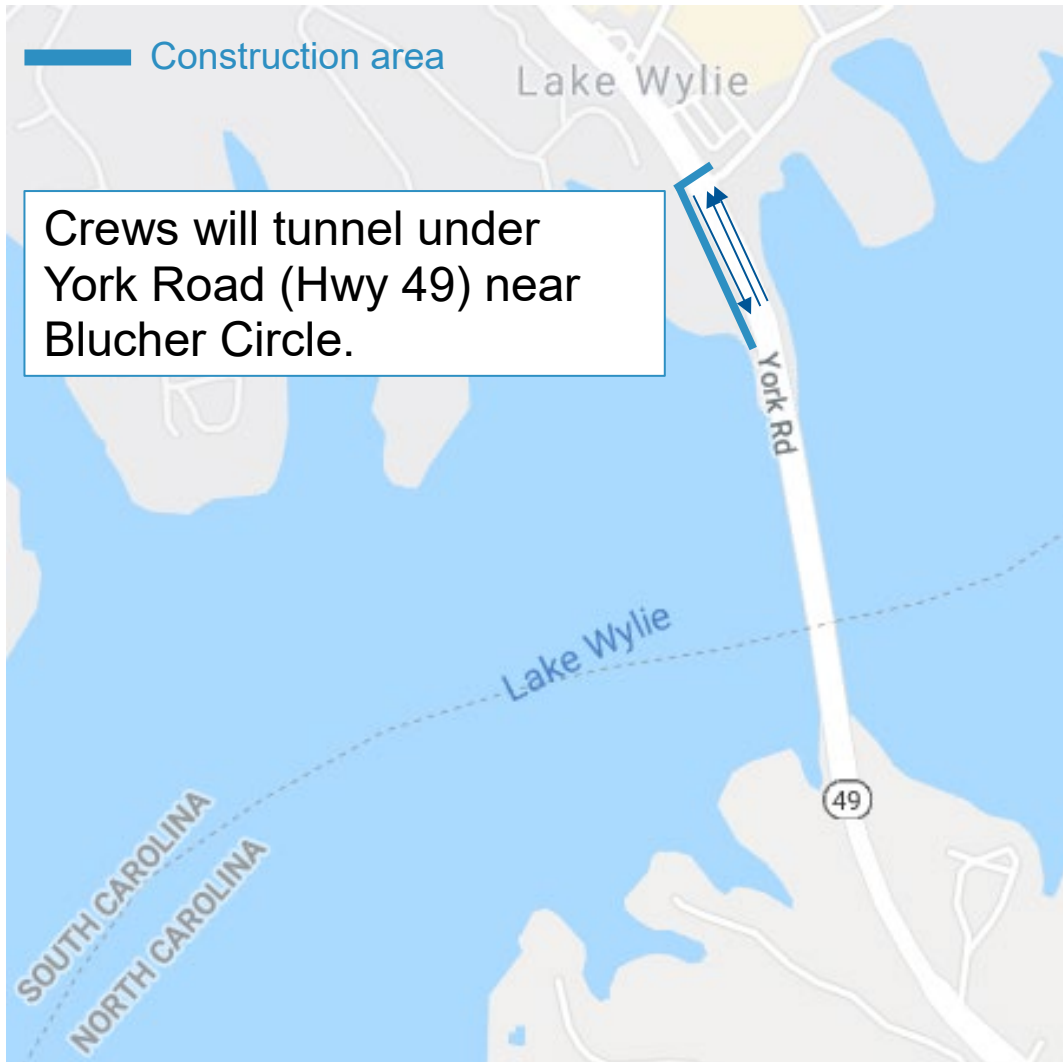 Construction area
Lake Wylie
Crews will tunnel under
York Road (Hwy 49) near
Blucher Circle.
York Rd
Lake Wylie
49
SOUTH CAROLINA
NORTH CAROLINA